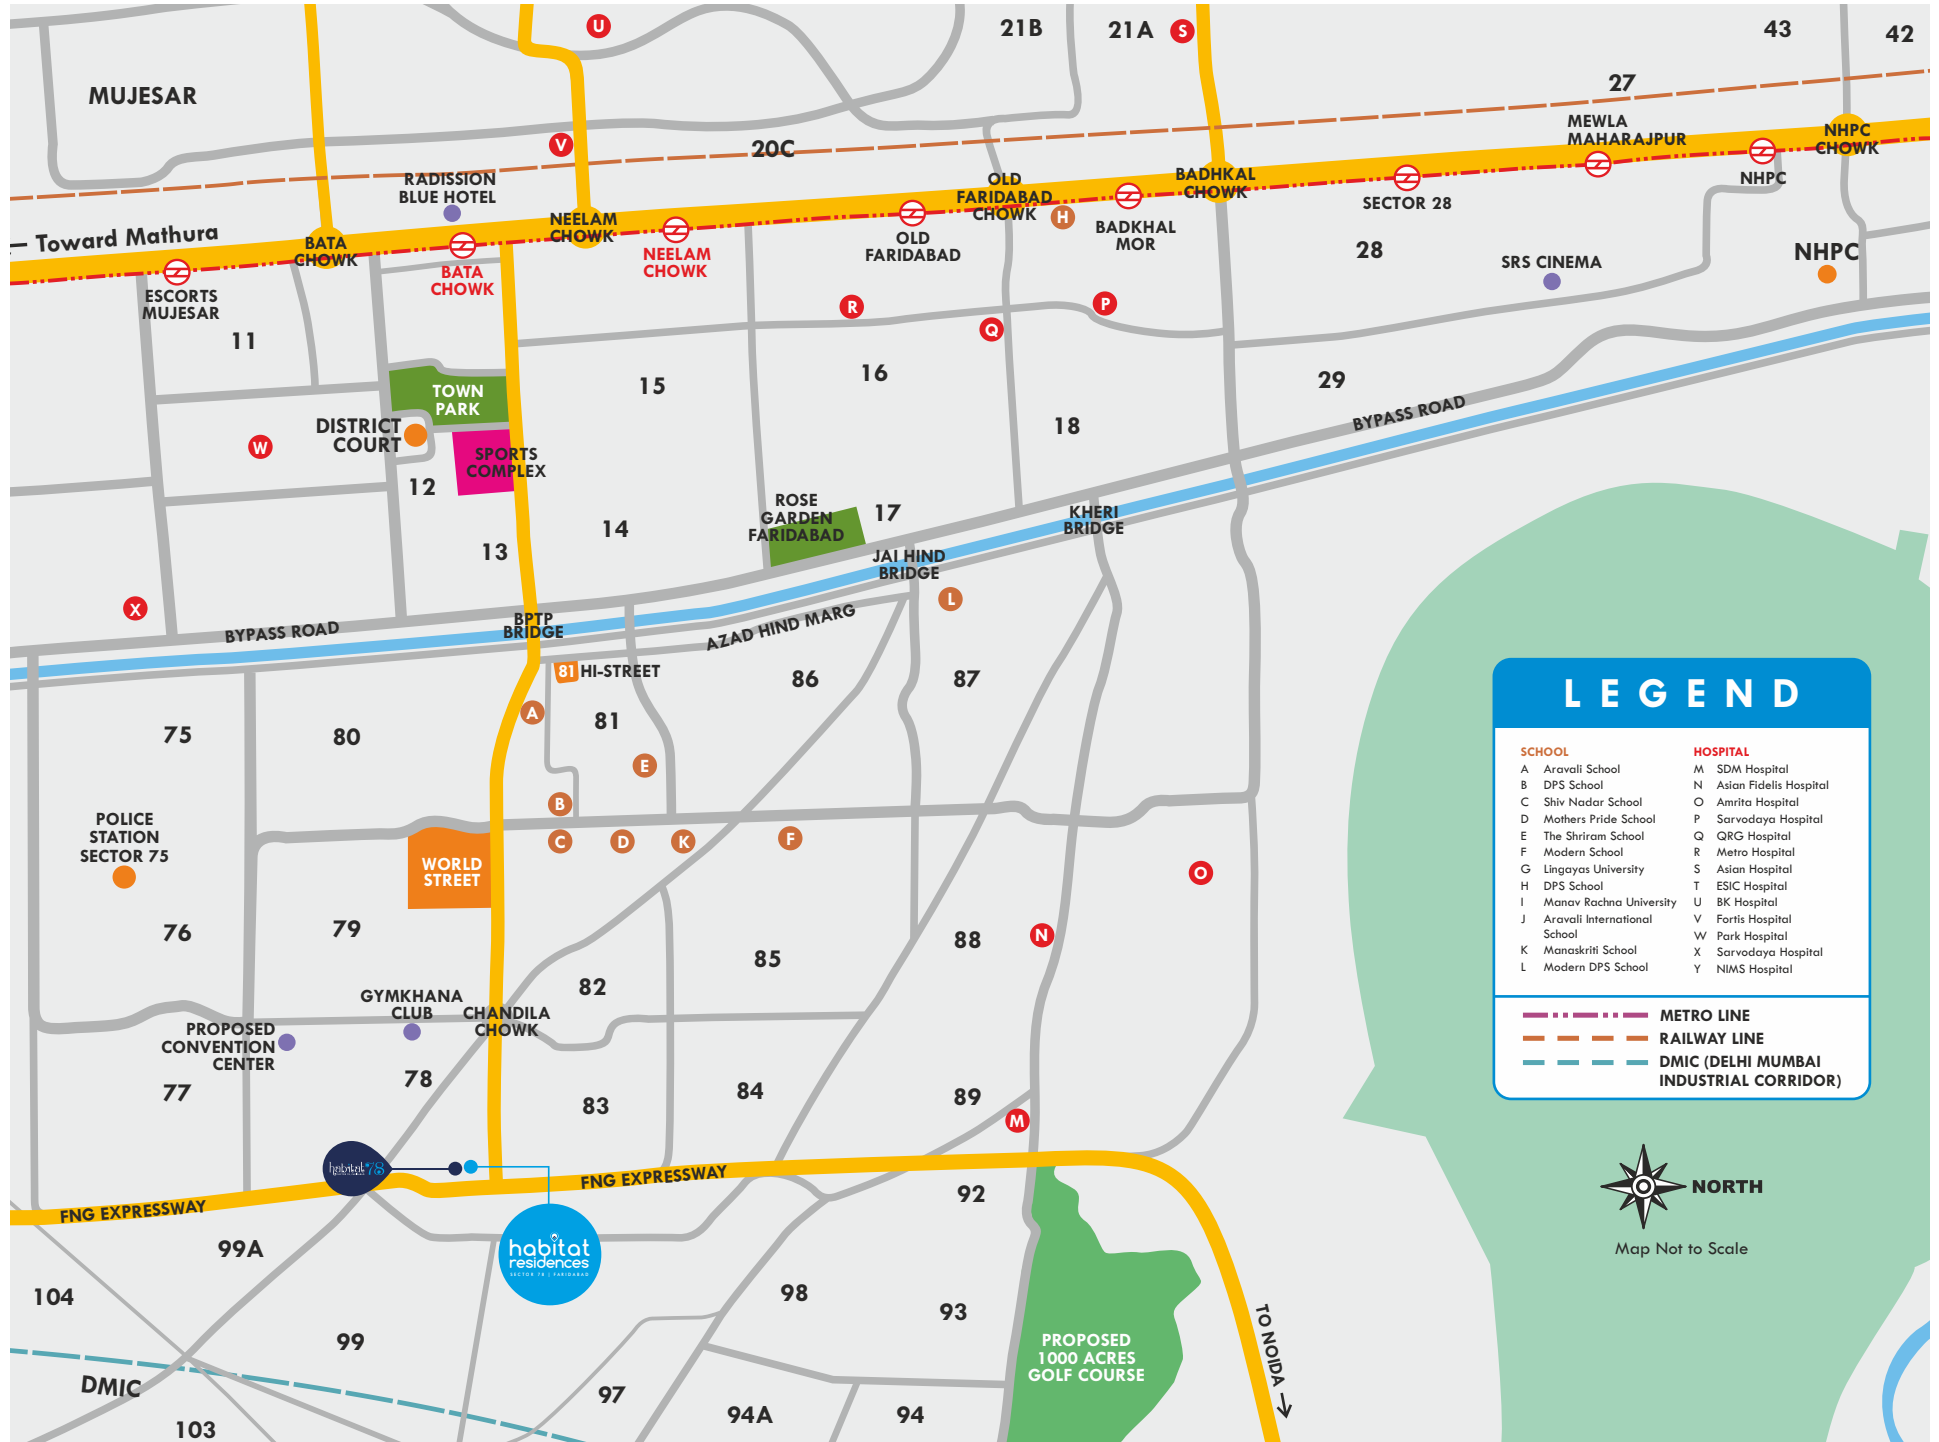 U
21B
21A
S
43
42
MUJESAR
27
V
20C
MEWLA
MAHARAJPUR
NHPC
CHOWK
RADISSION
BLUE HOTEL
OLD
FARIDABAD
CHOWK
H
BADHKAL
CHOWK
NHPC
SECTOR 28
Toward Mathura
BATA
CHOWK
NEELAM
CHOWK
NEELAM
CHOWK
OLD
FARIDABAD
BADKHAL
MOR
28
SRS CINEMA
NHPC
ESCORTS
MUJESAR
BATA
CHOWK
11
R
Q
P
TOWN
PARK
15
16
29
DISTRICT
COURT
W
SPORTS
COMPLEX
12
18
BYPASS ROAD
13
14
ROSE
GARDEN
FARIDABAD
17
KHERI
BRIDGE
JAI HIND
BRIDGE
X
BYPASS ROAD
BPTP
BRIDGE
AZAD HIND MARG
L
81 HI-STREET
86
87
75
80
A
81
E
B
POLICE
STATION
SECTOR 75
WORLD
STREET
C
D
K
F
O
76
79
85
88
N
82
GYMKHANA
CLUB
CHANDILA
CHOWK
PROPOSED
CONVENTION
CENTER
77
78
83
84
89
M
habitat 78
FNG EXPRESSWAY
FNG EXPRESSWAY
92
99A
habitat
residences
SECTOR 78 | FARIDABAD
104
98
93
99
PROPOSED
1000 ACRES
GOLF COURSE
TO NOIDA
DMIC
97
94A
94
103
LEGEND
SCHOOL
A Aravali School
B DPS School
C Shiv Nadar School
D Mothers Pride School
E The Shriram School
F Modern School
G Lingayas University
H DPS School
I Manav Rachna University
J Aravali International
School
K Manaskriti School
L Modern DPS School
HOSPITAL
M SDM Hospital
N Asian Fidelis Hospital
O Amrita Hospital
P Sarvodaya Hospital
Q QRG Hospital
R Metro Hospital
S Asian Hospital
T ESIC Hospital
U BK Hospital
V Fortis Hospital
W Park Hospital
X Sarvodaya Hospital
Y NIMS Hospital
METRO LINE
RAILWAY LINE
DMIC (DELHI MUMBAI
INDUSTRIAL CORRIDOR)
NORTH
Map Not to Scale